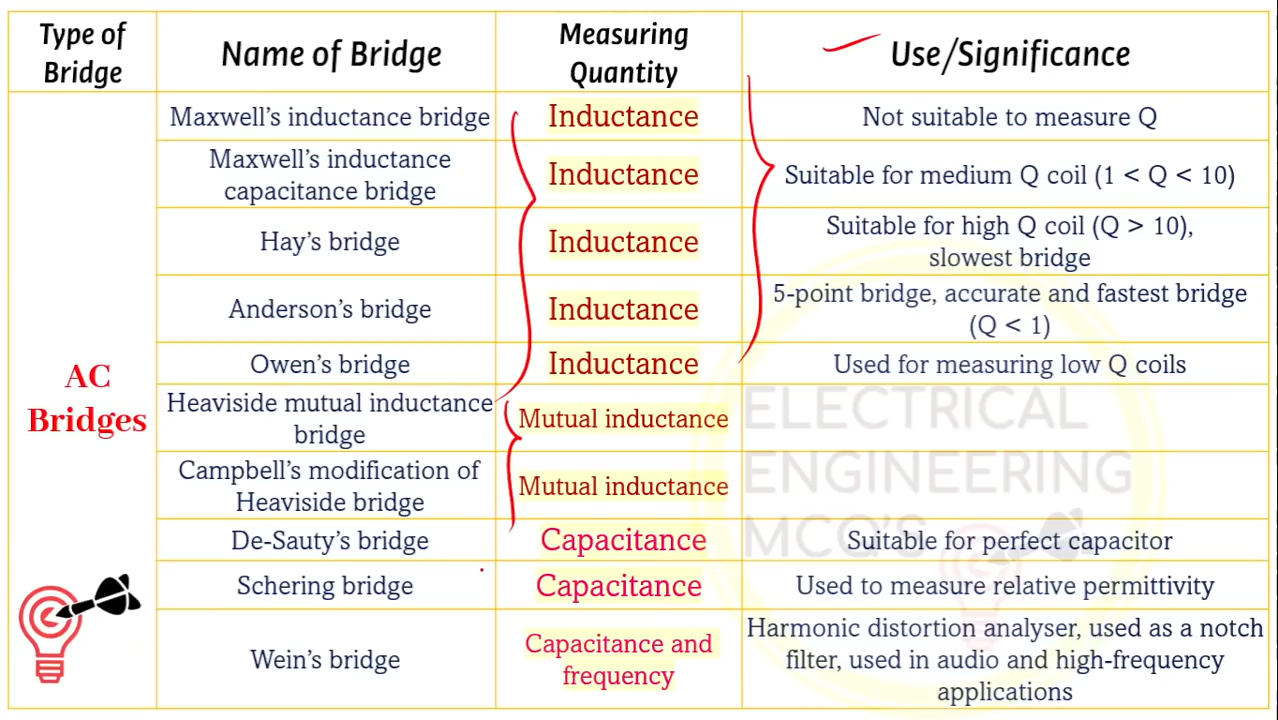 Type of
Bridge
Name of Bridge
Measuring
Quantity
Use/Significance
AC
Bridges
Maxwell's inductance bridge
Inductance
Not suitable to measure Q
Maxwell's inductance
capacitance bridge
Inductance
Suitable for medium Q coil (1 < Q < 10)
Hay's bridge
Inductance
Suitable for high Q coil (Q > 10),
slowest bridge
Anderson's bridge
Inductance
5-point bridge, accurate and fastest bridge
(Q < 1)
Owen's bridge
Inductance
Used for measuring low Q coils
Heaviside mutual inductance
bridge
Mutual inductance
Campbell's modification of
Heaviside bridge
Mutual inductance
De-Sauty's bridge
Capacitance
Suitable for perfect capacitor
Schering bridge
Capacitance
Used to measure relative permittivity
Wein's bridge
Capacitance and
frequency
Harmonic distortion analyser, used as a notch
filter, used in audio and high-frequency
applications
ELECTRICAL
ENGINEERING
MCQ'S